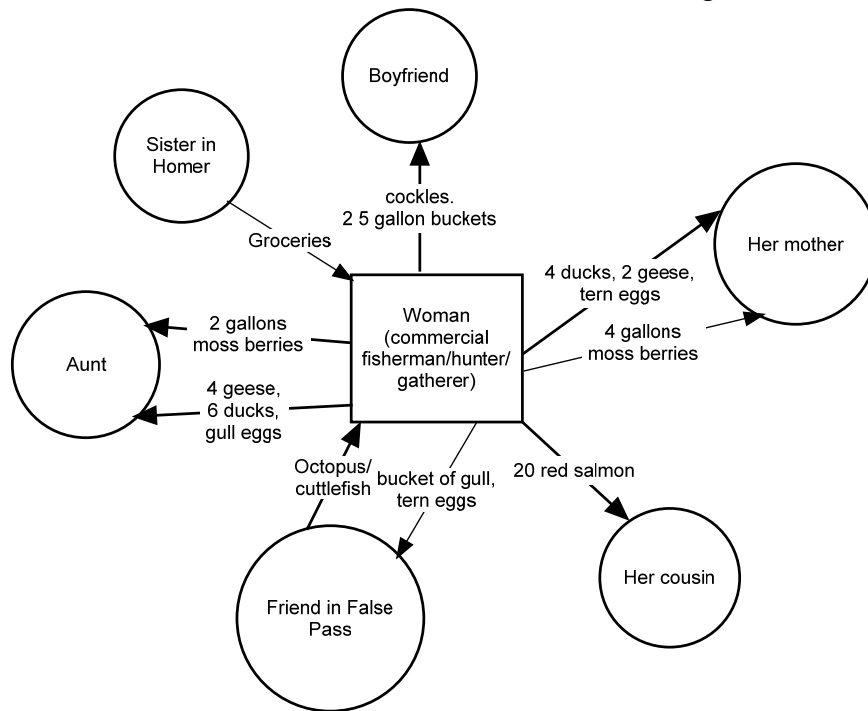 Boyfriend
Sister in
Homer
cockles.
2 5 gallon buckets
Groceries
Her mother
4 ducks, 2 geese,
tern eggs
Woman
(commercial
fisherman/hunter/
gatherer)
2 gallons
moss berries
4 gallons
moss berries
Aunt
4 geese,
6 ducks,
gull eggs
Octopus/
cuttlefish
bucket of gull,
tern eggs
20 red salmon
Her cousin
Friend in False
Pass